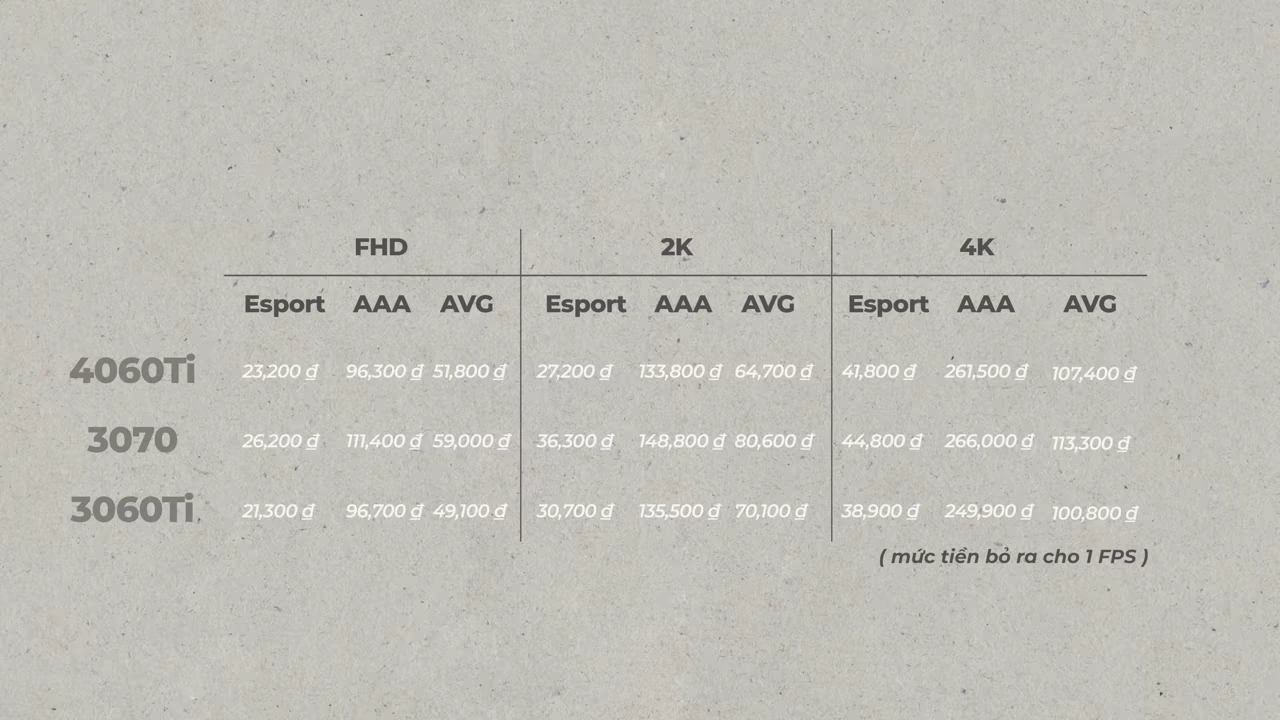 FHD 2K 4K
Esport AAA AVG Esport AAA AVG Esport AAA AVG
4060Ti 23,200 ₫ 96,300 ₫ 51,800 ₫ 27,200 ₫ 133,800 ₫ 64,700 ₫ 41,800 ₫ 261,500 ₫ 107,400 ₫
3070 26,200 ₫ 111,400 ₫ 59,000 ₫ 36,300 ₫ 148,800 ₫ 80,600 ₫ 44,800 ₫ 266,000 ₫ 113,300 ₫
3060Ti 21,300 ₫ 96,700 ₫ 49,100 ₫ 30,700 ₫ 135,500 ₫ 70,100 ₫ 38,900 ₫ 249,900 ₫ 100,800 ₫
( mức tiền bỏ ra cho 1 FPS )